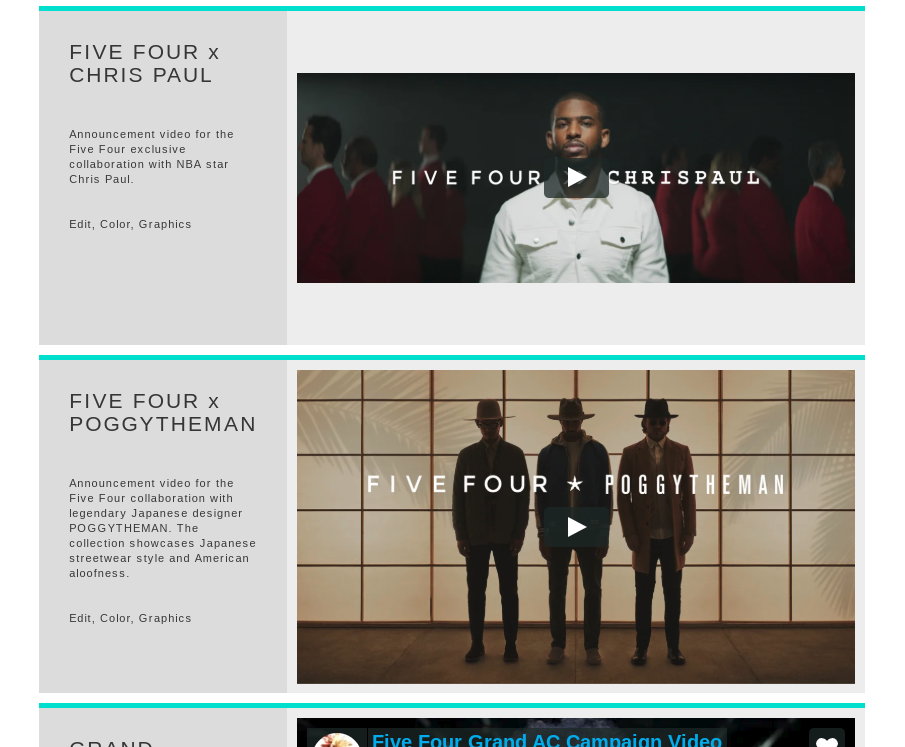 FIVE FOUR x
CHRIS PAUL
Announcement video for the
Five Four exclusive
collaboration with NBA star
Chris Paul.
Edit, Color, Graphics
FIVE FOUR CHRISPAUL
FIVE FOUR x
POGGYTHEMAN
Announcement video for the
Five Four collaboration with
legendary Japanese designer
POGGYTHEMAN. The
collection showcases Japanese
streetwear style and American
aloofness.
Edit, Color, Graphics
FIVE FOUR ★ POGGYTHEMAN
GRAND
Five Four Grand AC Campaign Video